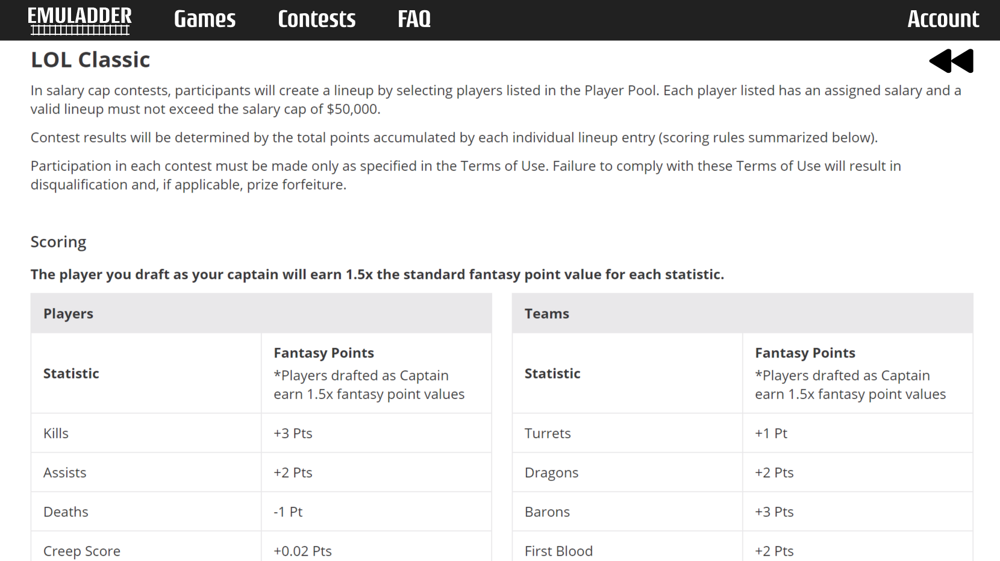 EMULADDER Games Contests FAQ Account
LOL Classic
In salary cap contests, participants will create a lineup by selecting players listed in the Player Pool. Each player listed has an assigned salary and a
valid lineup must not exceed the salary cap of $50,000.
Contest results will be determined by the total points accumulated by each individual lineup entry (scoring rules summarized below).
Participation in each contest must be made only as specified in the Terms of Use. Failure to comply with these Terms of Use will result in
disqualification and, if applicable, prize forfeiture.
Scoring
The player you draft as your captain will earn 1.5x the standard fantasy point value for each statistic.
Players
Statistic
Fantasy Points
*Players drafted as Captain
earn 1.5x fantasy point values
Kills +3 Pts
Assists +2 Pts
Deaths -1 Pt
Creep Score +0.02 Pts
Teams
Statistic
Fantasy Points
*Players drafted as Captain
earn 1.5x fantasy point values
Turrets +1 Pt
Dragons +2 Pts
Barons +3 Pts
First Blood +2 Pts